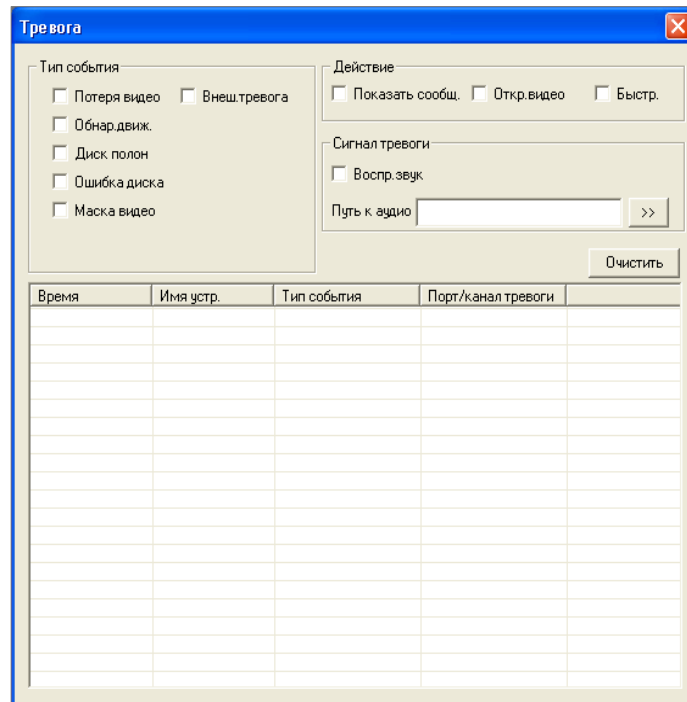 Тревога
Тип события
Потеря видео Внеш.тревога
Обнар.движ.
Диск полон
Ошибка диска
Маска видео
Действие
Показать сообщ. Откр.видео Быстр.
Сигнал тревоги
Воспр.звук
Путь к аудио >>
Очистить
Время Имя устр. Тип события Порт/канал тревоги